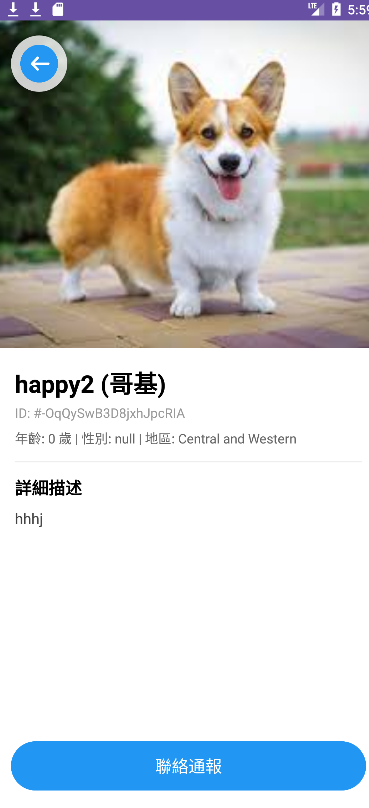 LTE 5:59
happy2 (哥基)
ID: #-OqQySwB3D8jxhJpcRlA
年齡: 0 歲 | 性別: null | 地區: Central and Western
詳細描述
hhhj
聯絡通報